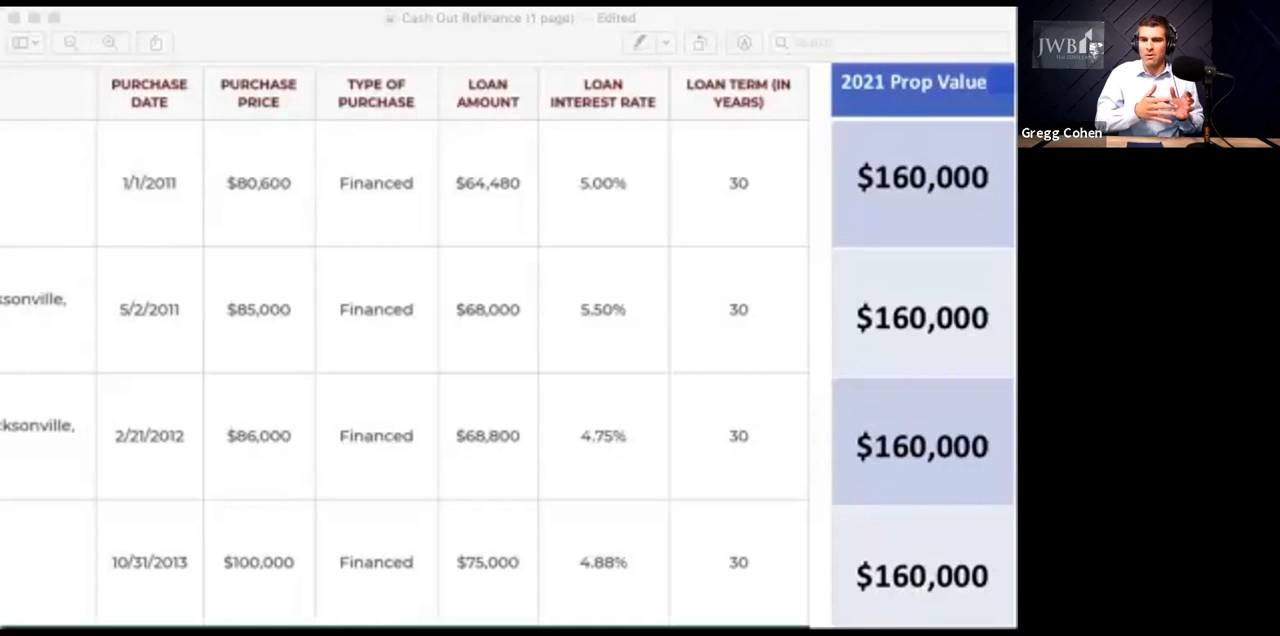 Cash Out Refinance (1 page) — Edited
PURCHASE DATE PURCHASE PRICE TYPE OF PURCHASE LOAN AMOUNT LOAN INTEREST RATE LOAN TERM (IN YEARS) 2021 Prop Value
1/1/2011 $80,600 Financed $64,480 5.00% 30 $160,000
sonville, 5/2/2011 $85,000 Financed $68,000 5.50% 30 $160,000
cksonville, 2/21/2012 $86,000 Financed $68,800 4.75% 30 $160,000
10/31/2013 $100,000 Financed $75,000 4.88% 30 $160,000
JWB
Gregg Cohen